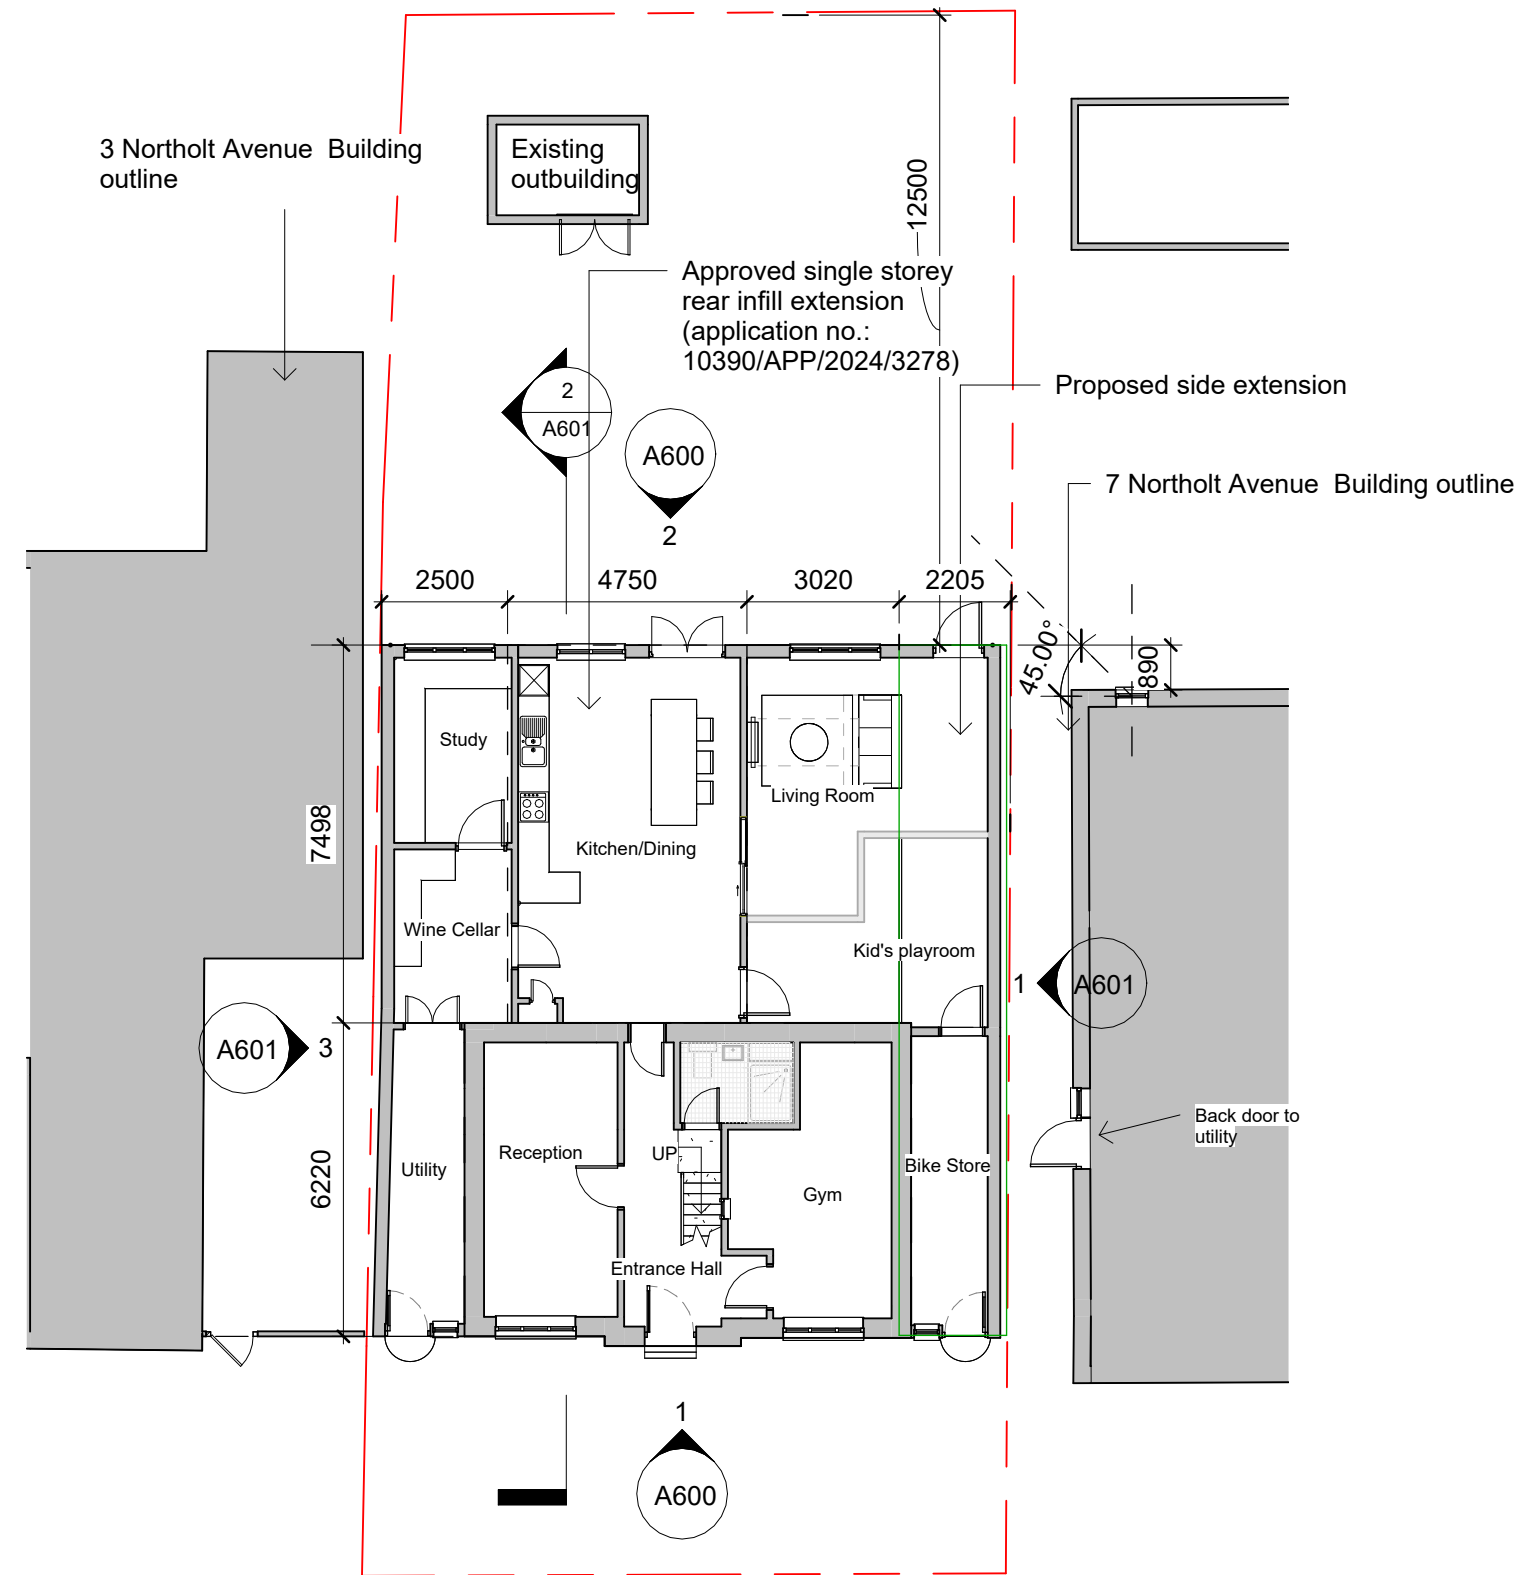 3 Northolt Avenue  Building
outline
Existing
outbuilding
12500
Approved single storey
rear infill extension
(application no.:
10390/APP/2024/3278)
Proposed side extension
2
A601
A600
2
7 Northolt Avenue  Building outline
2500
4750
3020
2205
45.00°
890
Study
Living Room
7498
Kitchen/Dining
Wine Cellar
Kid's playroom
1
A601
A601
3
Back door to
utility
Reception
UP
Utility
Bike Store
Gym
6220
Entrance Hall
1
A600